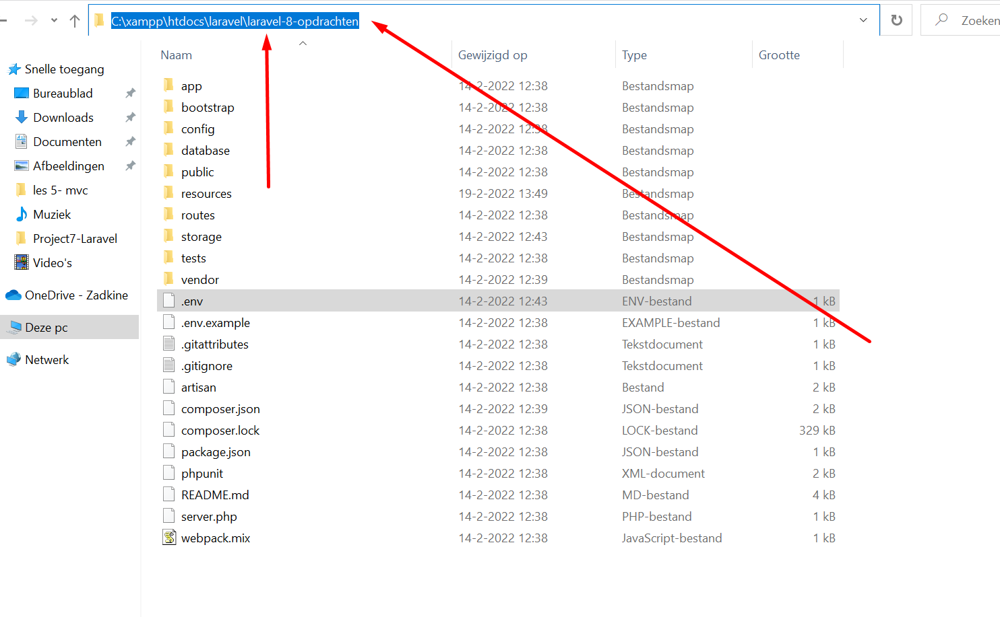 C:\xampp\htdocs\laravel\laravel-8-opdrachten
Zoeken
Naam Gewijzigd op Type Grootte
Snelle toegang
Bureaublad
Downloads
Documenten
Afbeeldingen
les 5- mvc
Muziek
Project7-Laravel
Video's
OneDrive - Zadkine
Deze pc
Netwerk
app 14-2-2022 12:38 Bestandsmap
bootstrap 14-2-2022 12:38 Bestandsmap
config 14-2-2022 12:38 Bestandsmap
database 14-2-2022 12:38 Bestandsmap
public 14-2-2022 12:38 Bestandsmap
resources 19-2-2022 13:49 Bestandsmap
routes 14-2-2022 12:38 Bestandsmap
storage 14-2-2022 12:43 Bestandsmap
tests 14-2-2022 12:38 Bestandsmap
vendor 14-2-2022 12:39 Bestandsmap
.env 14-2-2022 12:43 ENV-bestand 1 kB
.env.example 14-2-2022 12:38 EXAMPLE-bestand 1 kB
.gitattributes 14-2-2022 12:38 Tekstdocument 1 kB
.gitignore 14-2-2022 12:38 Tekstdocument 1 kB
artisan 14-2-2022 12:38 Bestand 2 kB
composer.json 14-2-2022 12:39 JSON-bestand 2 kB
composer.lock 14-2-2022 12:38 LOCK-bestand 329 kB
package.json 14-2-2022 12:38 JSON-bestand 1 kB
phpunit 14-2-2022 12:38 XML-document 2 kB
README.md 14-2-2022 12:38 MD-bestand 4 kB
server.php 14-2-2022 12:38 PHP-bestand 1 kB
webpack.mix 14-2-2022 12:38 JavaScript-bestand 1 kB